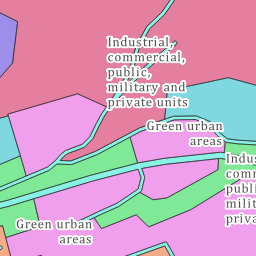 Industrial,
commercial,
public,
military and
private units
Green urban
areas
Green urban
areas